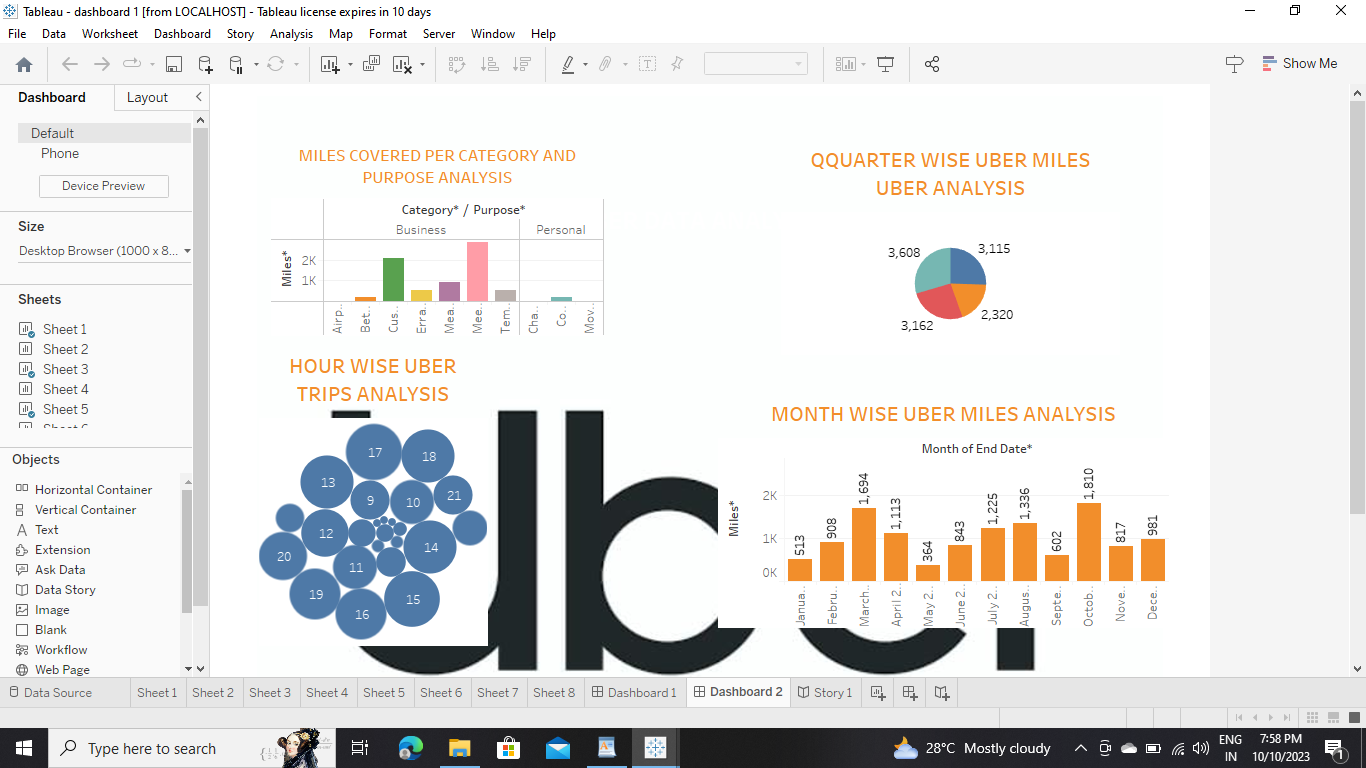 Tableau - dashboard 1 [from LOCALHOST] - Tableau license expires in 10 days
File Data Worksheet Dashboard Story Analysis Map Format Server Window Help
Show Me
Dashboard Layout
Default
Phone
Device Preview
Size
Desktop Browser (1000 x 8...
Sheets
Sheet 1
Sheet 2
Sheet 3
Sheet 4
Sheet 5
Objects
Horizontal Container
Vertical Container
Text
Extension
Ask Data
Data Story
Image
Blank
Workflow
Web Page
MILES COVERED PER CATEGORY AND
PURPOSE ANALYSIS
Category* / Purpose*
Business Personal
Miles*
2K
1K
Airp..
Bet..
Cus..
Erra..
Mea..
Mee..
Tem..
Cha..
Co..
Mov..
QQUARTER WISE UBER MILES
UBER ANALYSIS
3,608 3,115
3,162 2,320
HOUR WISE UBER
TRIPS ANALYSIS
17 18
13 9 10 21
12 14
20 11
19 16 15
MONTH WISE UBER MILES ANALYSIS
Month of End Date*
Miles*
2K
1K
0K
513
908
1,694
1,113
364
843
1,225
1,336
602
1,810
817
981
Janua..
Febru..
March..
April 2..
May 2..
June 2..
July 2..
Augus..
Septe..
Octob..
Nove..
Dece..
uber
Data Source Sheet 1 Sheet 2 Sheet 3 Sheet 4 Sheet 5 Sheet 6 Sheet 7 Sheet 8 Dashboard 1 Dashboard 2 Story 1
Type here to search
28°C Mostly cloudy
ENG
IN
7:58 PM
10/10/2023
1